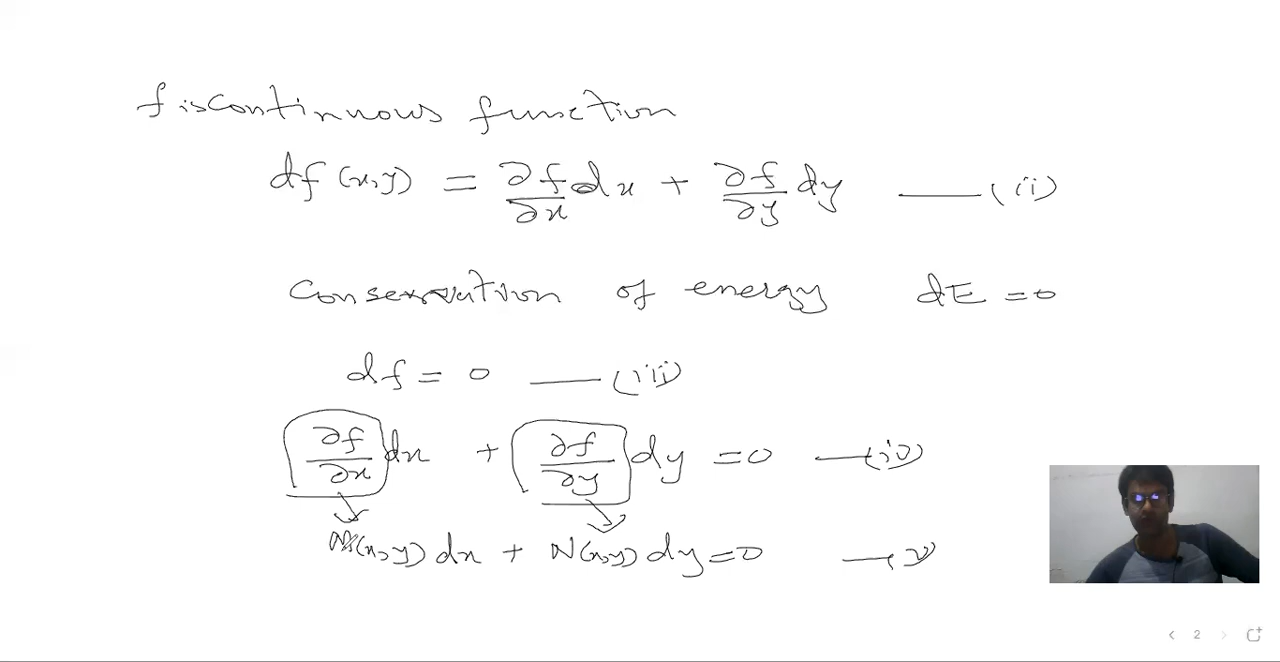 f is continuous function
df(x,y) = ∂f/∂x dx + ∂f/∂y dy —(ii)
Conservation of energy dE = 0
df = 0 —(iii)
∂f/∂x dx + ∂f/∂y dy = 0 —(iv)
M(x,y) dx + N(x,y) dy = 0 —(v)
2